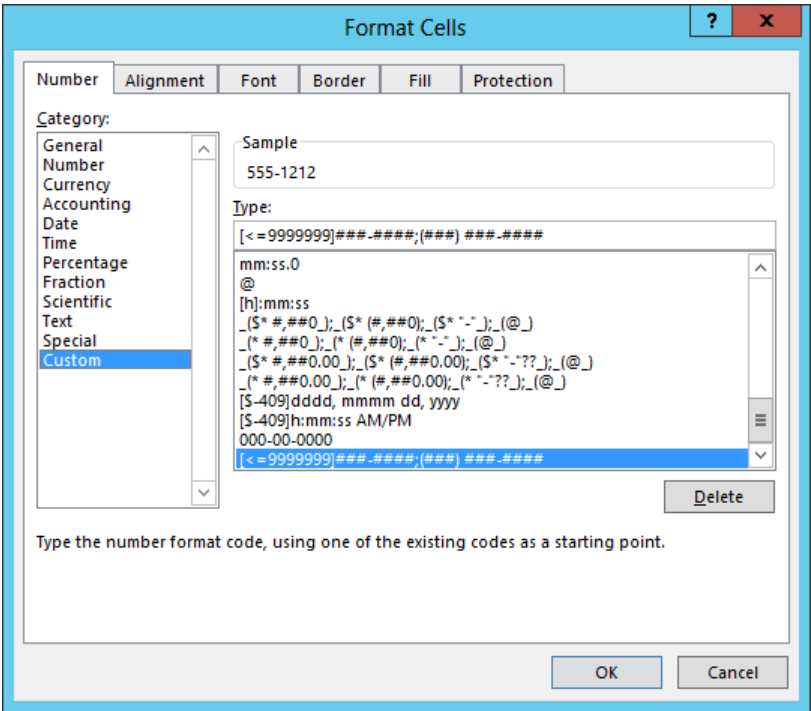 Format Cells
?
x
Number
Alignment
Font
Border
Fill
Protection
Category:
General
Number
Currency
Accounting
Date
Time
Percentage
Fraction
Scientific
Text
Special
Custom
Sample
555-1212
Type:
[<=9999999]###-####;(###) ###-####
mm:ss.0
@
[h]:mm:ss
_($* #,##0_);_($* (#,##0);_($* "-"_);_(@_)
_(* #,##0_);_(* (#,##0);_(* "-"_);_(@_)
_($* #,##0.00_);_($* (#,##0.00);_($* "-"??_);_(@_)
_(* #,##0.00_);_(* (#,##0.00);_(* "-"??_);_(@_)
[$-409]dddd, mmmm dd, yyyy
[$-409]h:mm:ss AM/PM
000-00-0000
[<=9999999]###-####;(###) ###-####
Delete
Type the number format code, using one of the existing codes as a starting point.
OK
Cancel